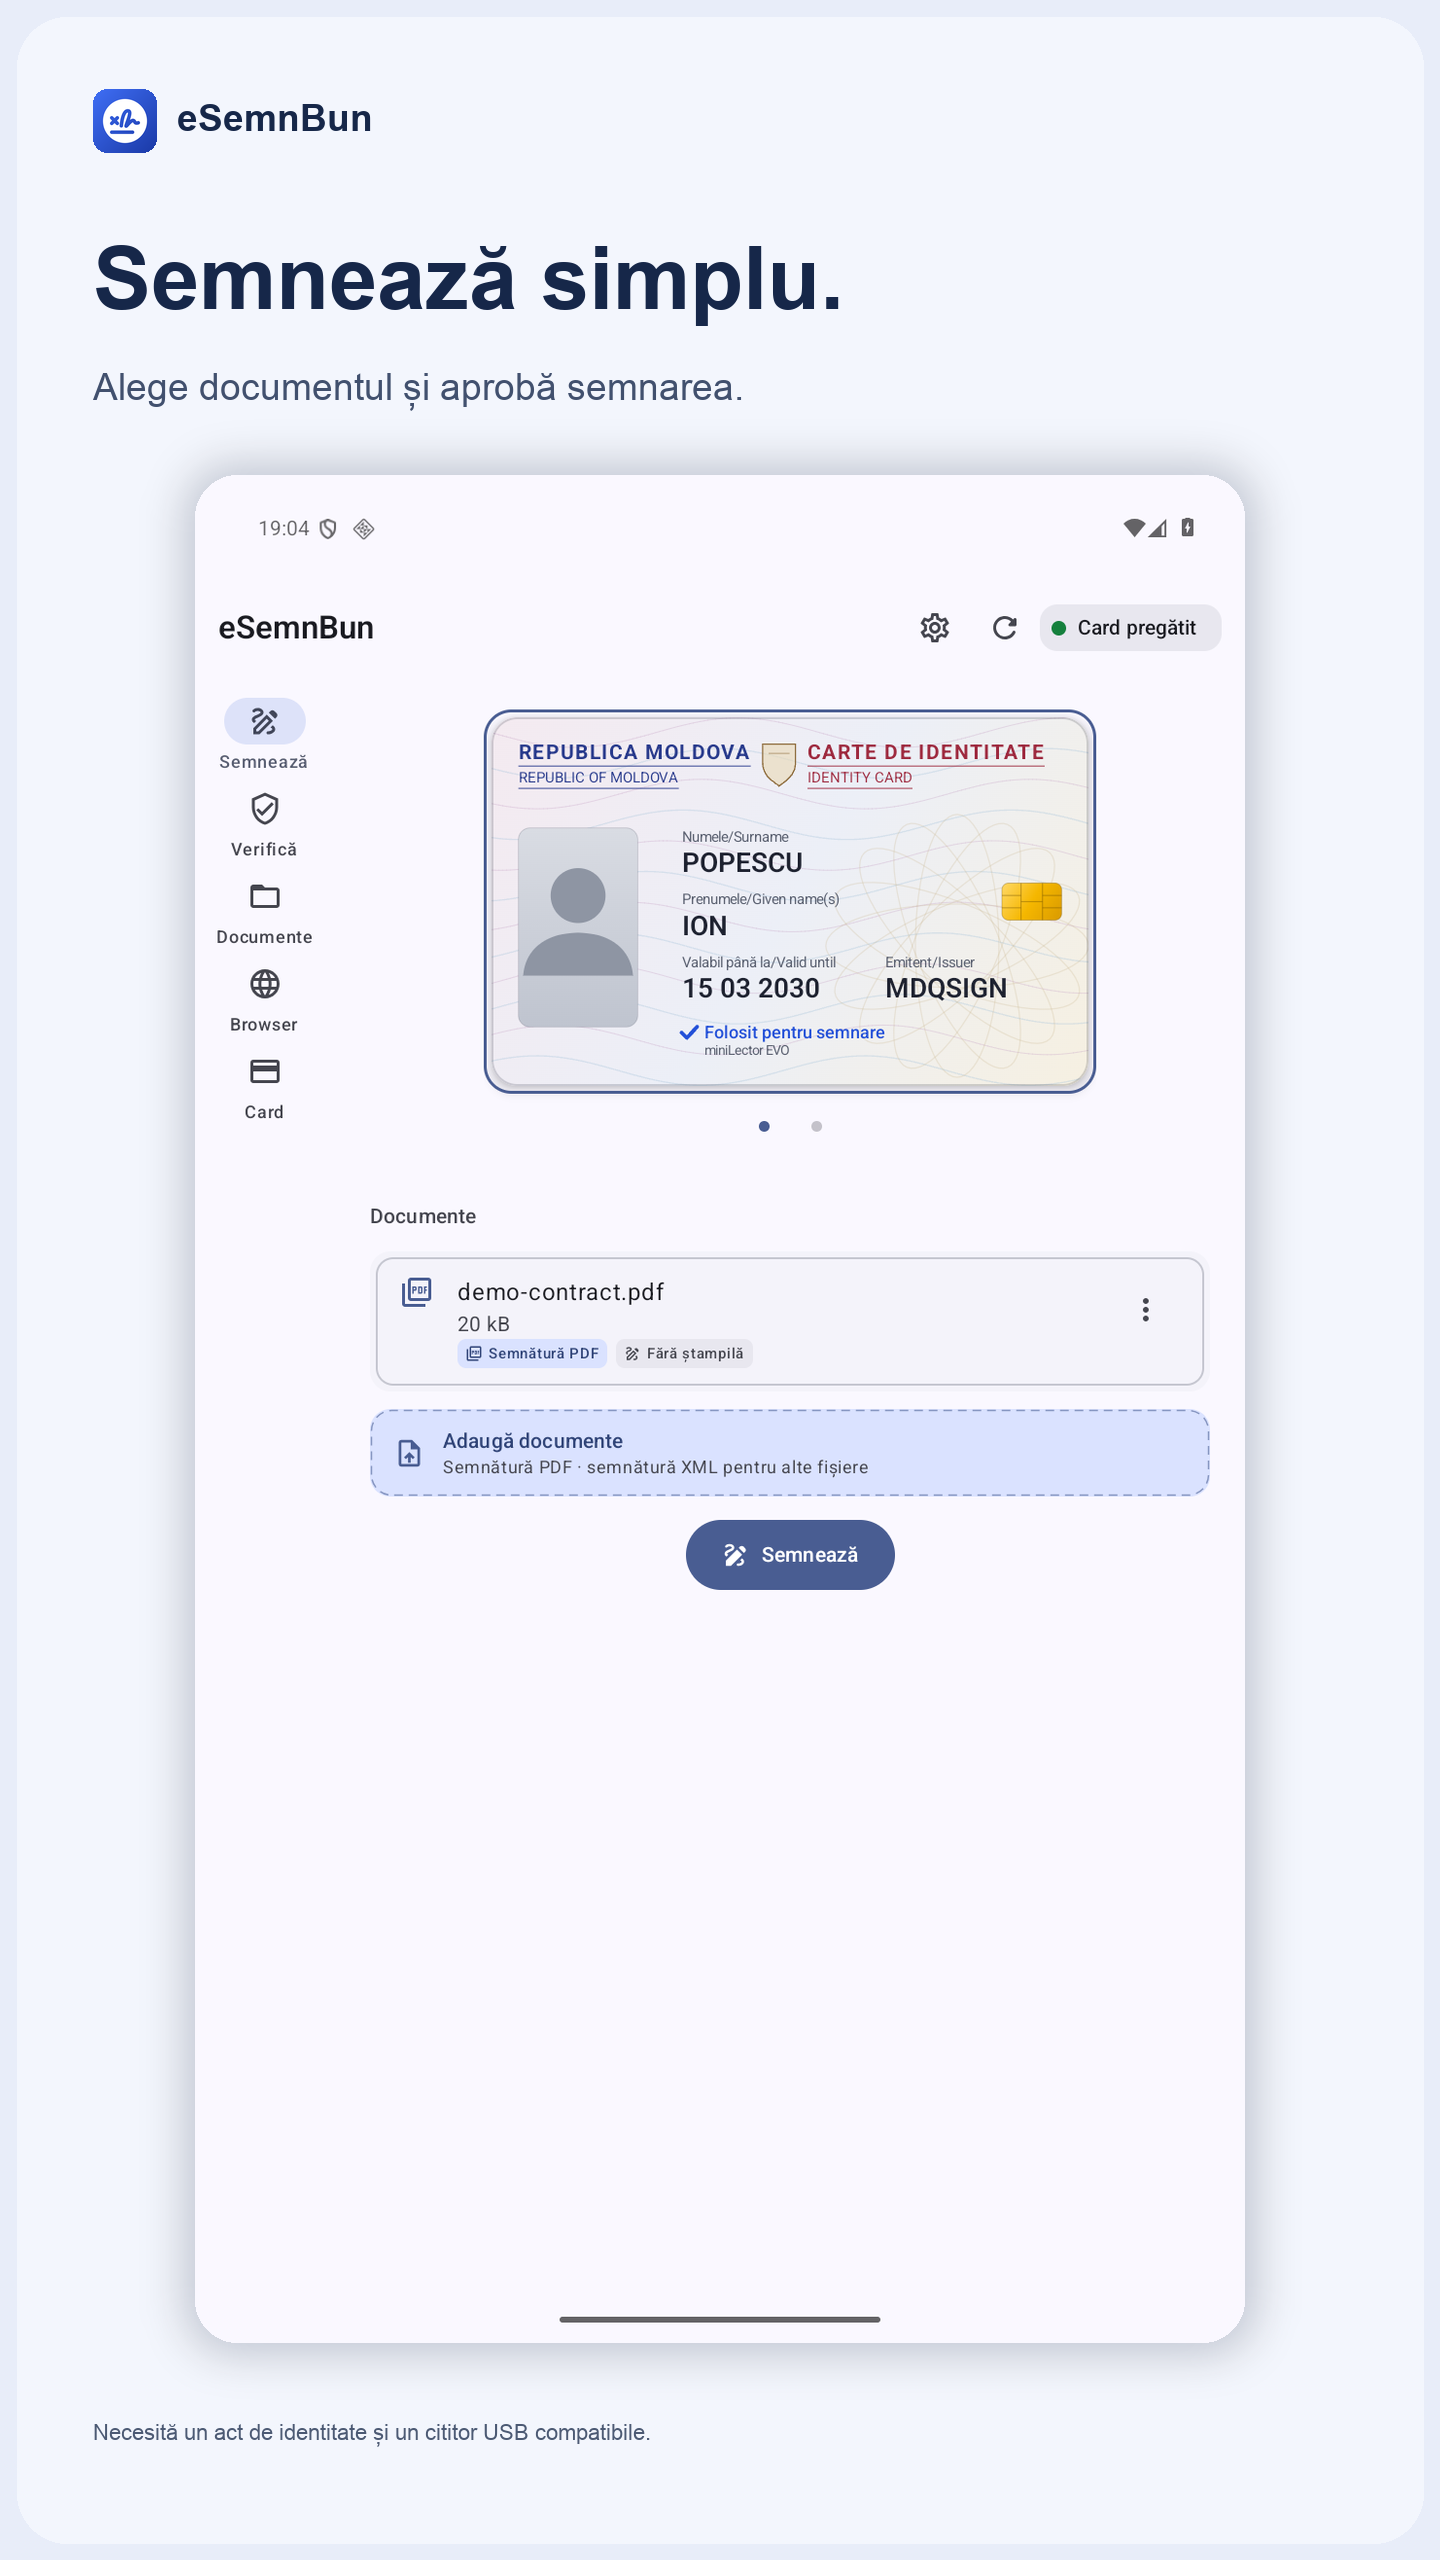 eSemnBun
Semnează simplu.
Alege documentul și aprobă semnarea.
19:04
eSemnBun
Card pregătit
Semnează
Verifică
Documente
Browser
Card
REPUBLICA MOLDOVA
REPUBLIC OF MOLDOVA
CARTE DE IDENTITATE
IDENTITY CARD
Numele/Surname
POPESCU
Prenumele/Given name(s)
ION
Valabil până la/Valid until
15 03 2030
Emitent/Issuer
MDQSIGN
Folosit pentru semnare
miniLector EVO
Documente
PDF
demo-contract.pdf
20 kB
Semnătură PDF
Fără ștampilă
Adaugă documente
Semnătură PDF · semnătură XML pentru alte fișiere
Semnează
Necesită un act de identitate și un cititor USB compatibile.